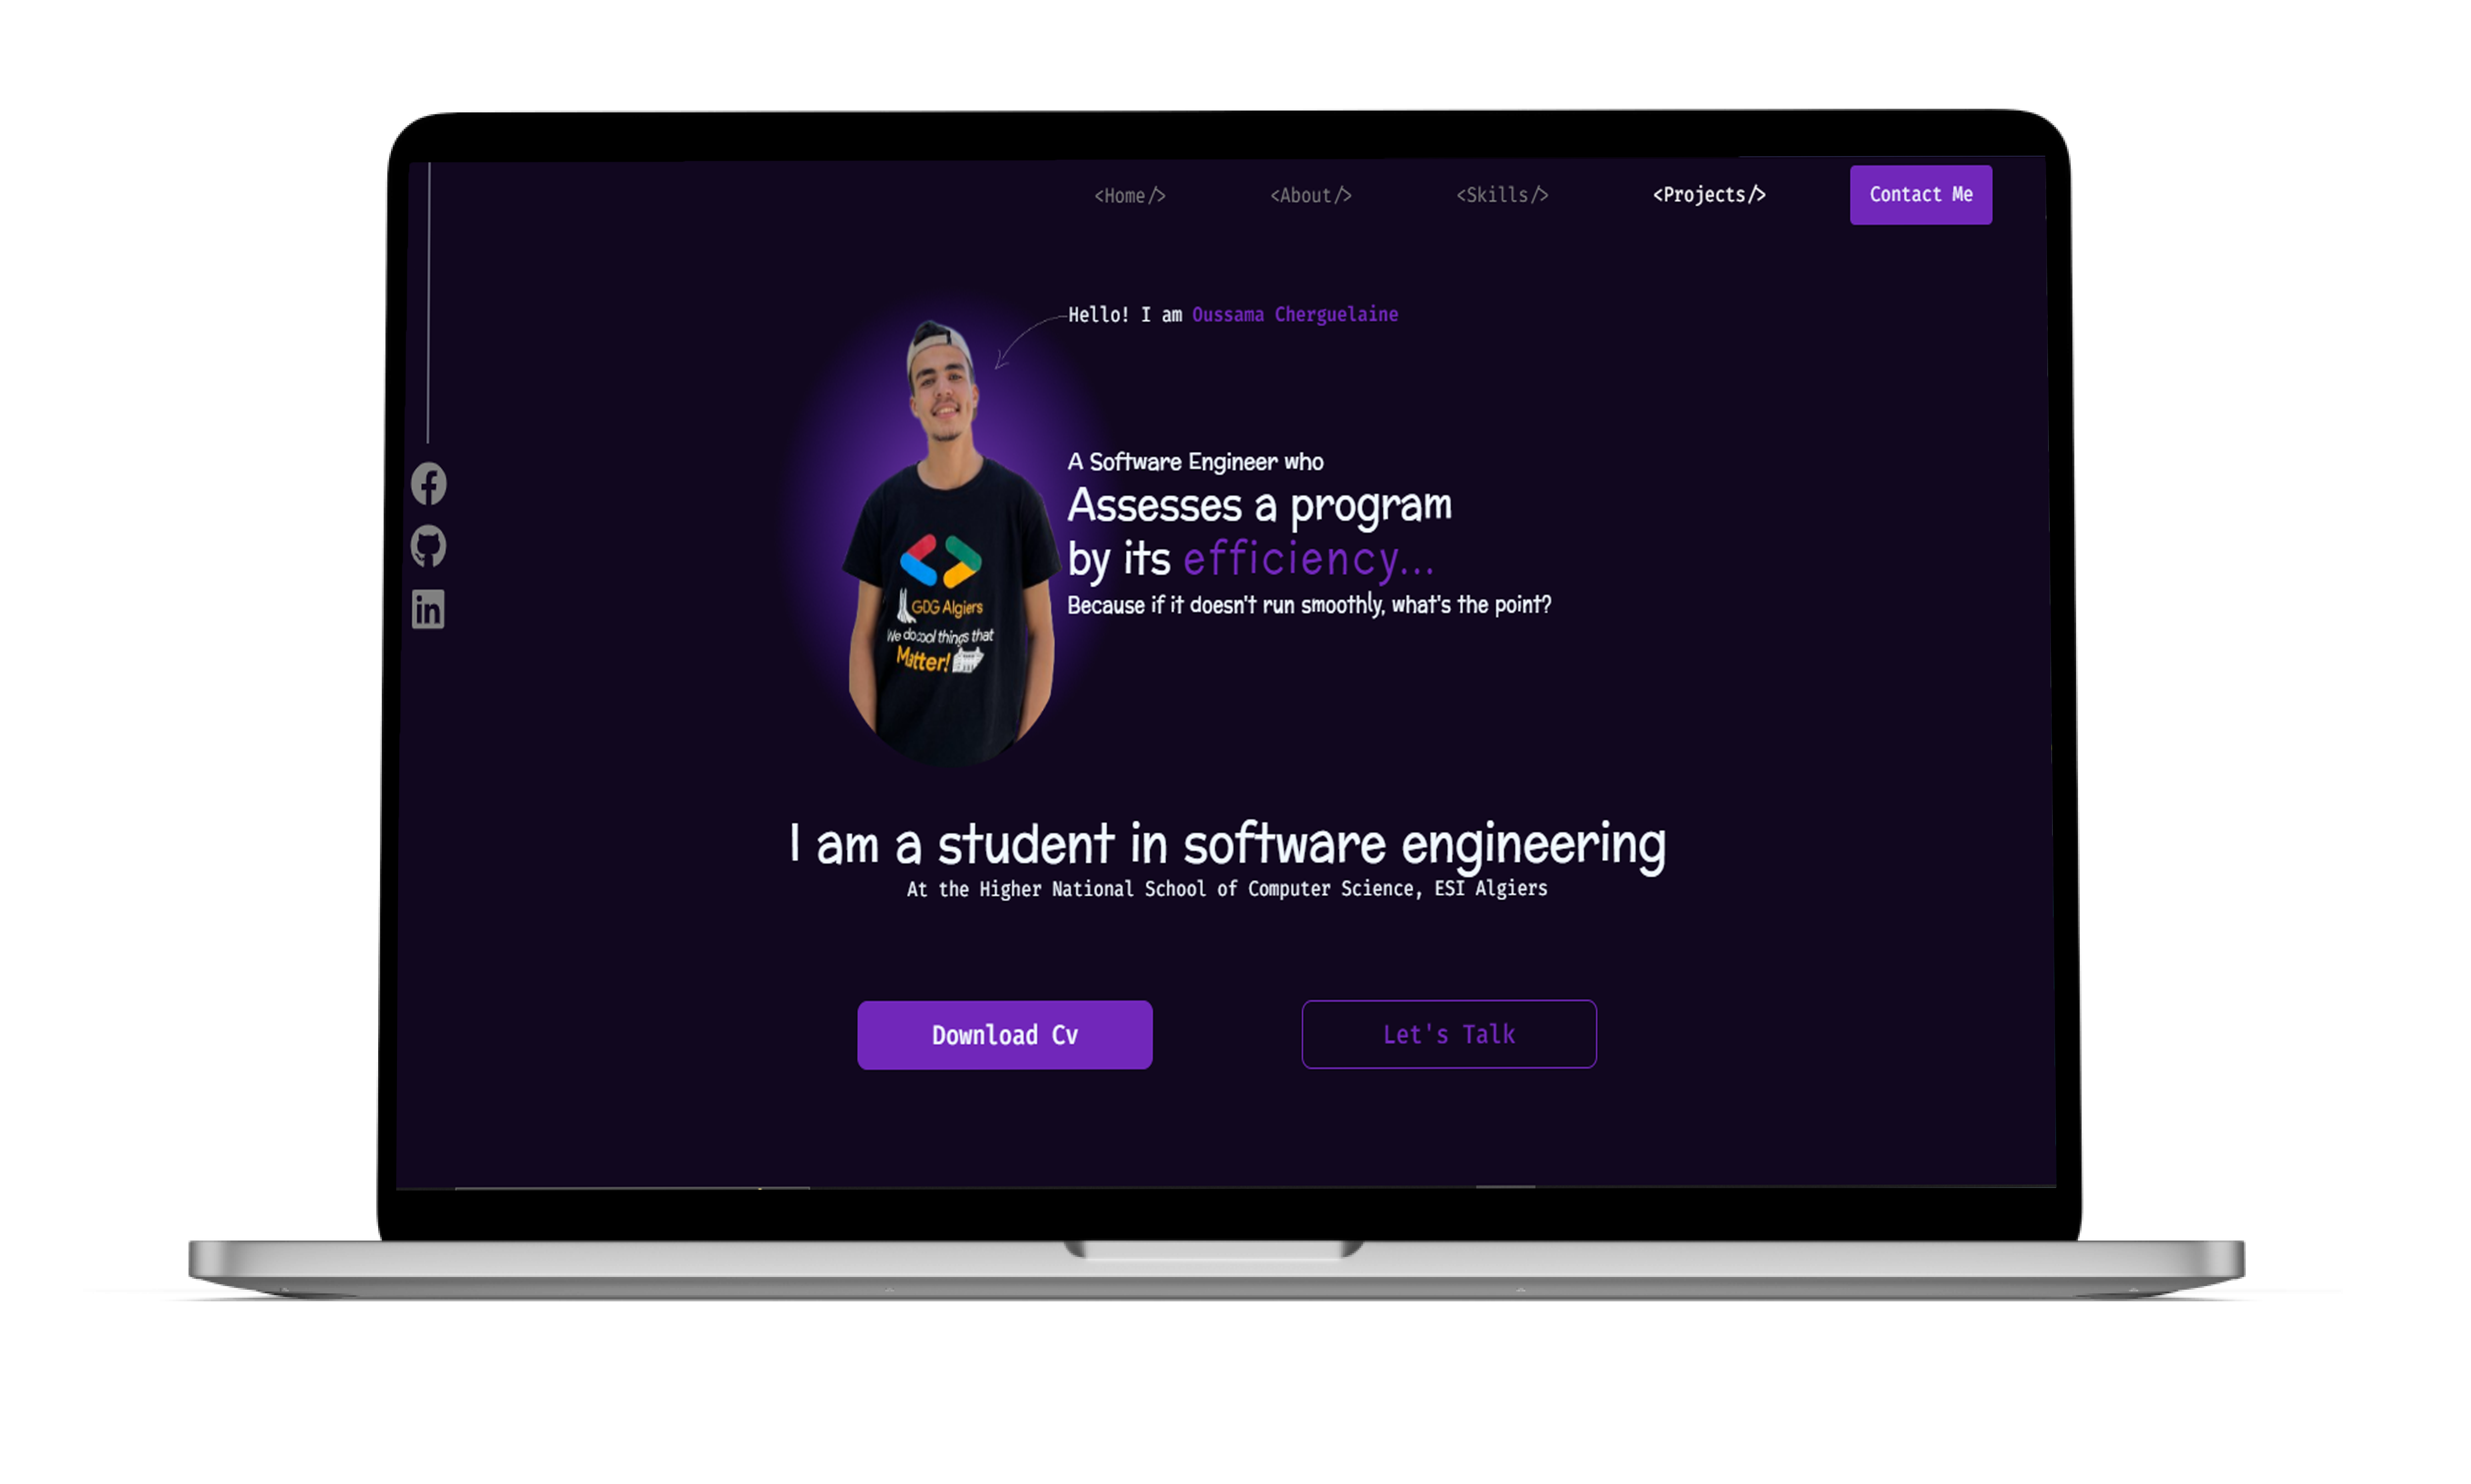 <Home/> <About/> <Skills/> <Projects/> Contact Me
Hello! I am Oussama Cherguelaine
A Software Engineer who
Assesses a program
by its efficiency...
Because if it doesn't run smoothly, what's the point?
GDG Algiers
We do cool things that
Matter!
in
I am a student in software engineering
At the Higher National School of Computer Science, ESI Algiers
Download Cv
Let's Talk